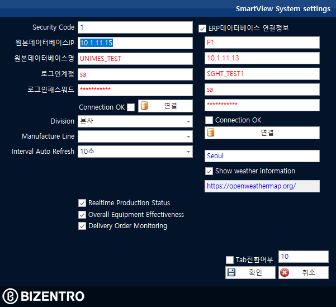 SmartView System settings
Security Code 1
원본데이터베이스IP 10.1.11.15
원본데이터베이스명 UNIMES_TEST
로그인계정 sa
로그인패스워드 ***********
Connection OK 연결
Division 본사
Manufacture Line
Interval Auto Refresh 10초
Realtime Production Status
Overall Equipment Effectiveness
Delivery Order Monitoring
ERP데이터베이스 연결정보
P1
10.1.11.13
SGHT_TEST1
sa
***********
Connection OK
연결
Seoul
Show weather information
https://openweathermap.org/
Tab전환여부 10
확인 취소
BIZENTRO